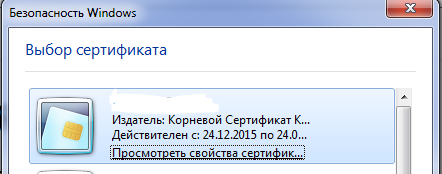 Безопасность Windows
Выбор сертификата
Издатель: Корневой Сертификат К...
Действителен с: 24.12.2015 по 24.0...
Просмотреть свойства сертифик...